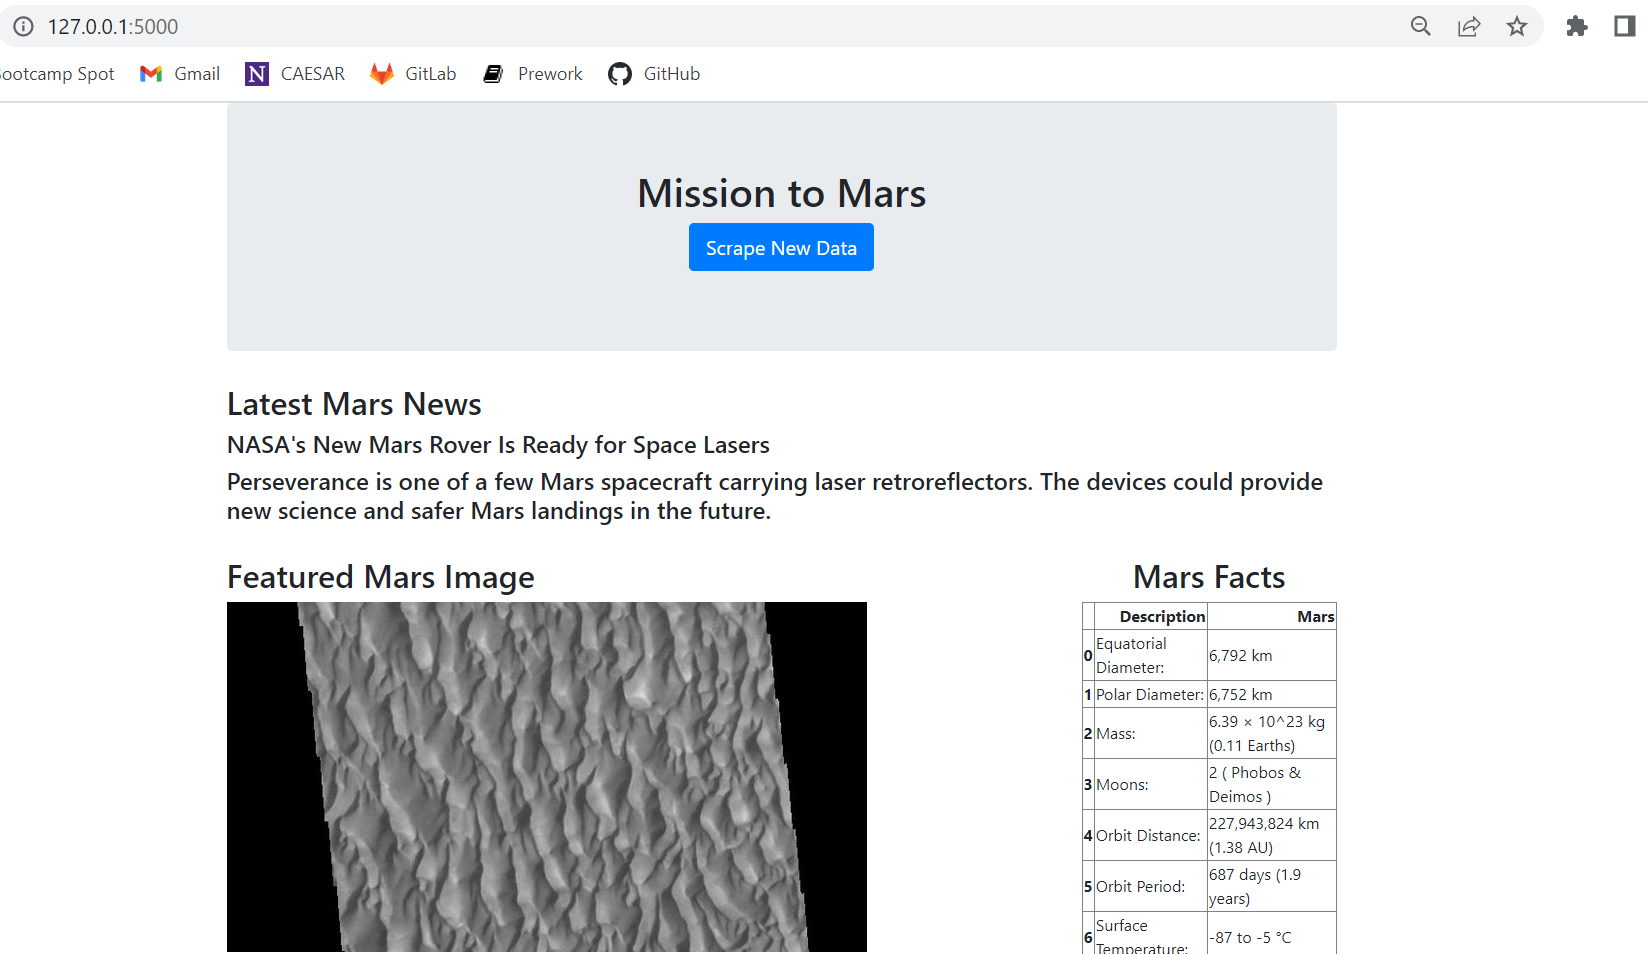 127.0.0.1:5000
ootcamp Spot Gmail N CAESAR GitLab Prework GitHub
Mission to Mars
Scrape New Data
Latest Mars News
NASA's New Mars Rover Is Ready for Space Lasers
Perseverance is one of a few Mars spacecraft carrying laser retroreflectors. The devices could provide
new science and safer Mars landings in the future.
Featured Mars Image
Mars Facts
Description Mars
0 Equatorial Diameter: 6,792 km
1 Polar Diameter: 6,752 km
2 Mass: 6.39 × 10^23 kg (0.11 Earths)
3 Moons: 2 ( Phobos & Deimos )
4 Orbit Distance: 227,943,824 km (1.38 AU)
5 Orbit Period: 687 days (1.9 years)
6 Surface Temperature: -87 to -5 °C